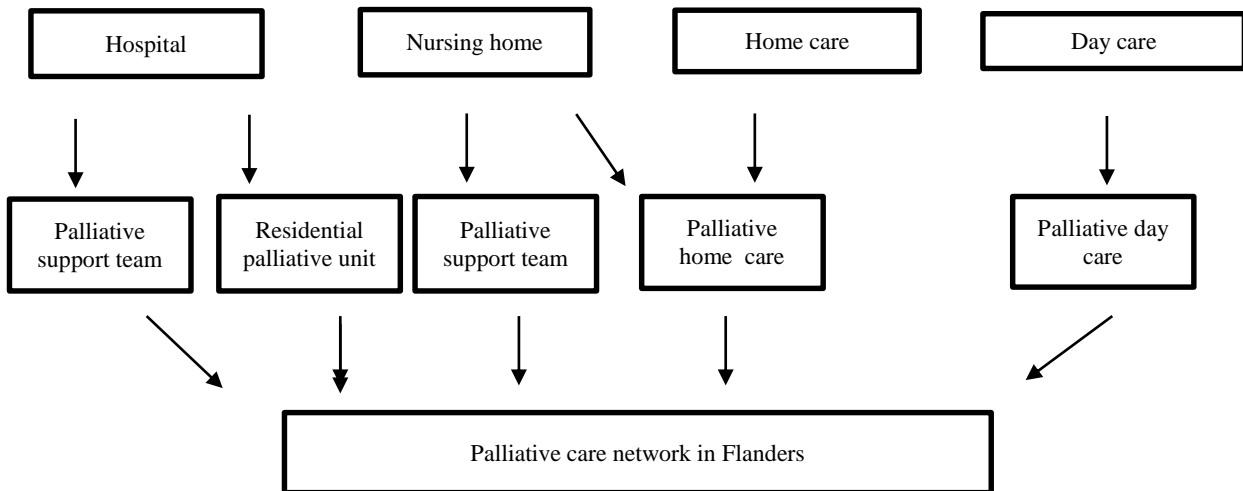 Hospital
Nursing home
Home care
Day care
Palliative
support team
Residential
palliative unit
Palliative
support team
Palliative
home care
Palliative day
care
Palliative care network in Flanders